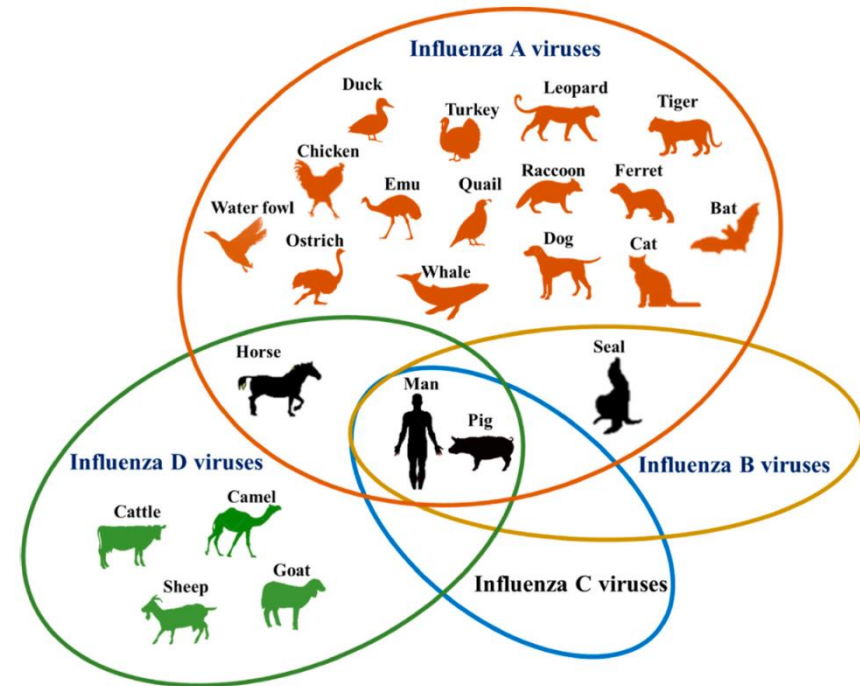 Influenza A viruses
Duck
Leopard
Turkey
Tiger
Chicken
Raccoon
Ferret
Emu
Quail
Water fowl
Bat
Ostrich
Dog
Cat
Whale
Horse
Seal
Man
Pig
Influenza D viruses
Influenza B viruses
Camel
Cattle
Goat
Sheep
Influenza C viruses